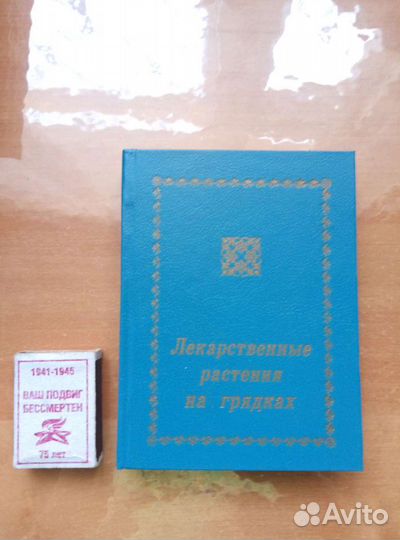 Лекарственные
растения
на грядках
1941-1945
ВАШ ПОДВИГ
БЕССМЕРТЕН
75 лет
Avito